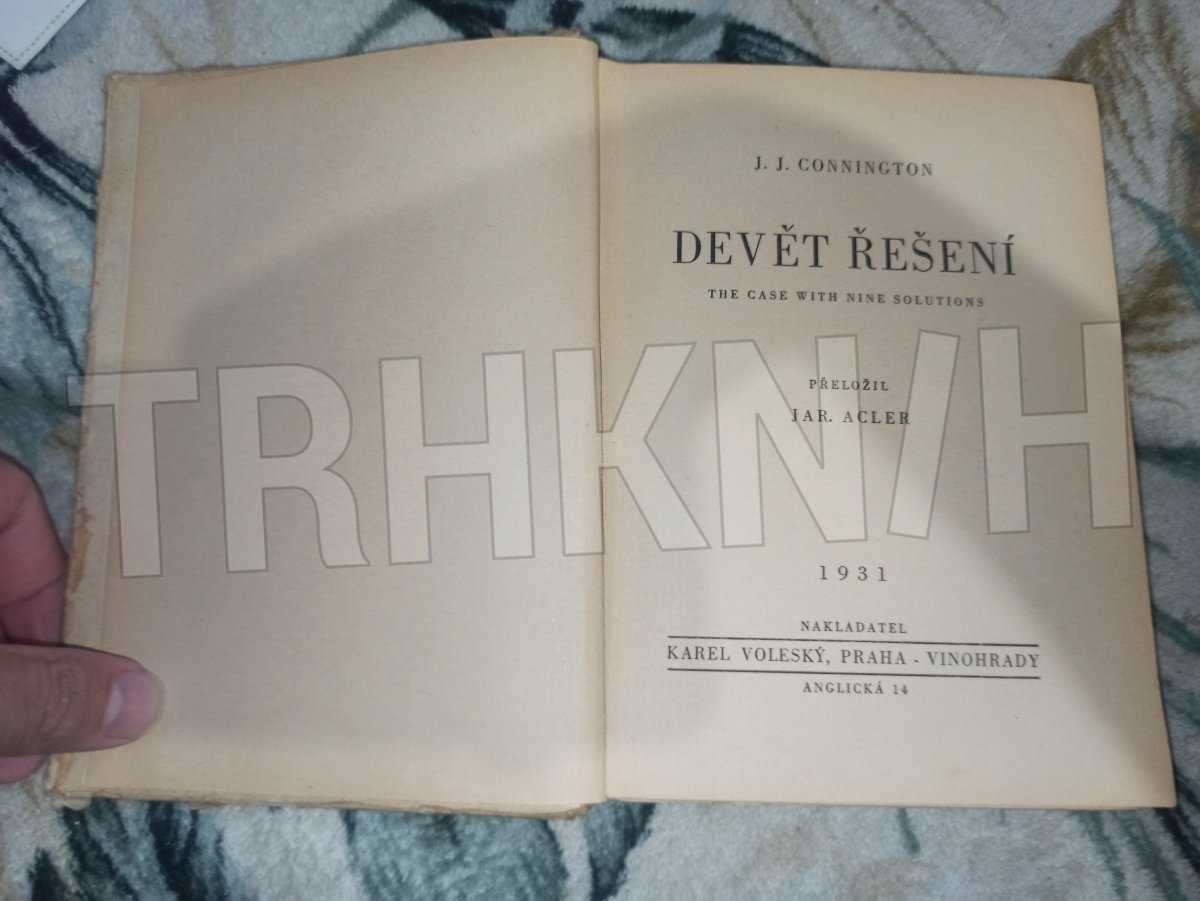 J. J. CONNINGTON
DEVĚT ŘEŠENÍ
THE CASE WITH NINE SOLUTIONS
PŘELOŽIL
JAR. ACLER
TRHKNIH
1931
NAKLADATEL
KAREL VOLESKÝ, PRAHA - VINOHRADY
ANGLICKÁ 14